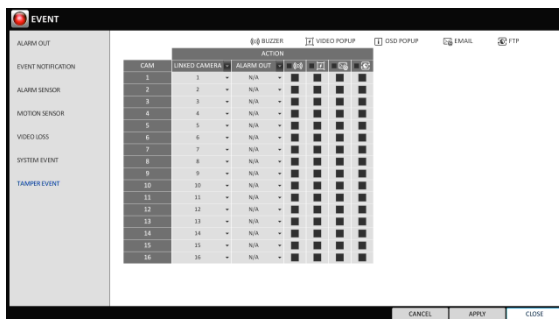 EVENT
ALARM OUT
EVENT NOTIFICATION
ALARM SENSOR
MOTION SENSOR
VIDEO LOSS
SYSTEM EVENT
TAMPER EVENT
BUZZER VIDEO POPUP OSD POPUP EMAIL FTP
ACTION
CAM LINKED CAMERA ALARM OUT
1 1 N/A
2 2 N/A
3 3 N/A
4 4 N/A
5 5 N/A
6 6 N/A
7 7 N/A
8 8 N/A
9 9 N/A
10 10 N/A
11 11 N/A
12 12 N/A
13 13 N/A
14 14 N/A
15 15 N/A
16 16 N/A
CANCEL APPLY CLOSE